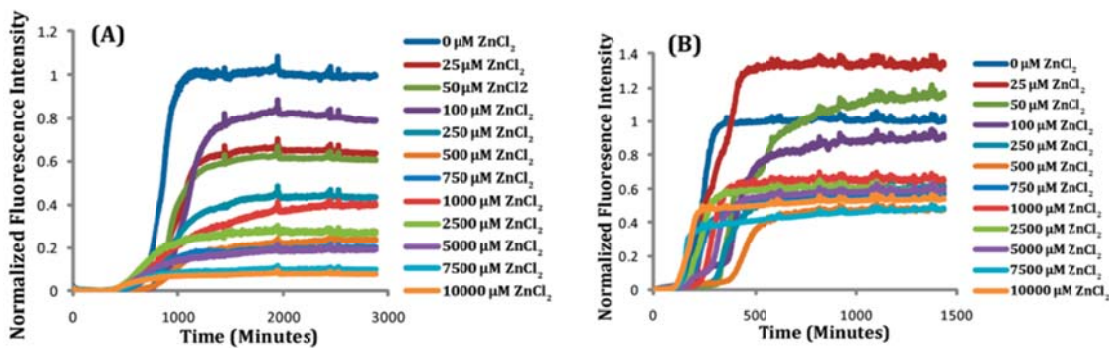 (A)
Normalized Fluorescence Intensity
1.2
1
0.8
0.6
0.4
0.2
0
0
1000
2000
3000
Time (Minutes)
0 µM ZnCl2
25µM ZnCl2
50µM ZnCl2
100 µM ZnCl2
250 µM ZnCl2
500 µM ZnCl2
750 µM ZnCl2
1000 µM ZnCl2
2500 µM ZnCl2
5000 µM ZnCl2
7500 µM ZnCl2
10000 µM ZnCl2
(B)
Normalized Fluoresence Intensity
1.4
1.2
1
0.8
0.6
0.4
0.2
0
0
500
1000
1500
Time (Minutes)
0 µM ZnCl2
25 µM ZnCl2
50 µM ZnCl2
100 µM ZnCl2
250 µM ZnCl2
500 µM ZnCl2
750 µM ZnCl2
1000 µM ZnCl2
2500 µM ZnCl2
5000 µM ZnCl2
7500 µM ZnCl2
10000 µM ZnCl2